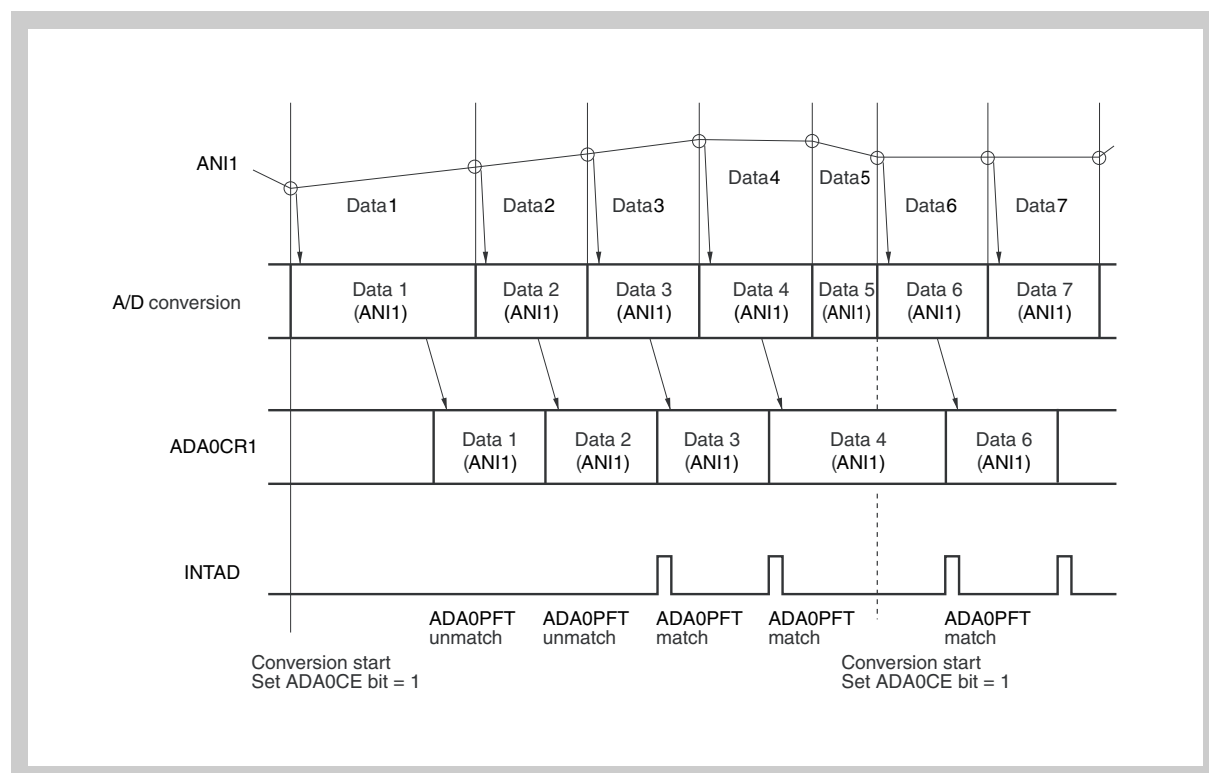 ANI1
Data1
Data2
Data3
Data4
Data5
Data6
Data7
A/D conversion
Data 1
(ANI1)
Data 2
(ANI1)
Data 3
(ANI1)
Data 4
(ANI1)
Data 5
(ANI1)
Data 6
(ANI1)
Data 7
(ANI1)
ADA0CR1
Data 1
(ANI1)
Data 2
(ANI1)
Data 3
(ANI1)
Data 4
(ANI1)
Data 6
(ANI1)
INTAD
ADA0PFT
unmatch
ADA0PFT
unmatch
ADA0PFT
match
ADA0PFT
match
ADA0PFT
match
Conversion start
Set ADA0CE bit = 1
Conversion start
Set ADA0CE bit = 1